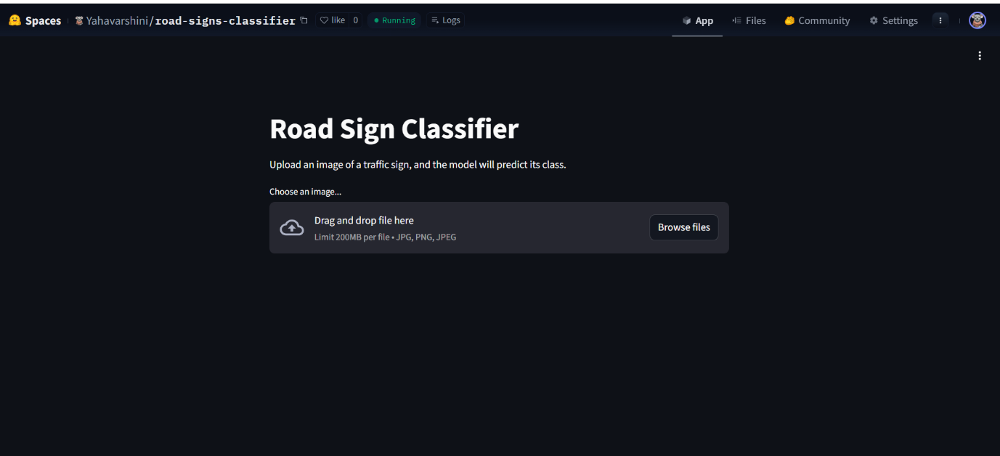 Spaces Yahavarshini/road-signs-classifier like 0 Running Logs App Files Community Settings
Road Sign Classifier
Upload an image of a traffic sign, and the model will predict its class.
Choose an image...
Drag and drop file here
Limit 200MB per file • JPG, PNG, JPEG
Browse files